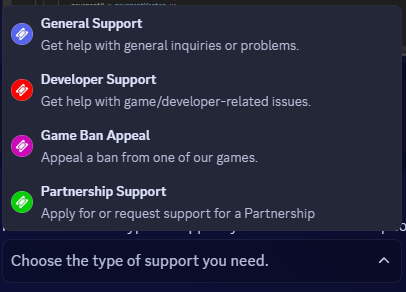 General Support
Get help with general inquiries or problems.
Developer Support
Get help with game/developer-related issues.
Game Ban Appeal
Appeal a ban from one of our games.
Partnership Support
Apply for or request support for a Partnership
Choose the type of support you need.